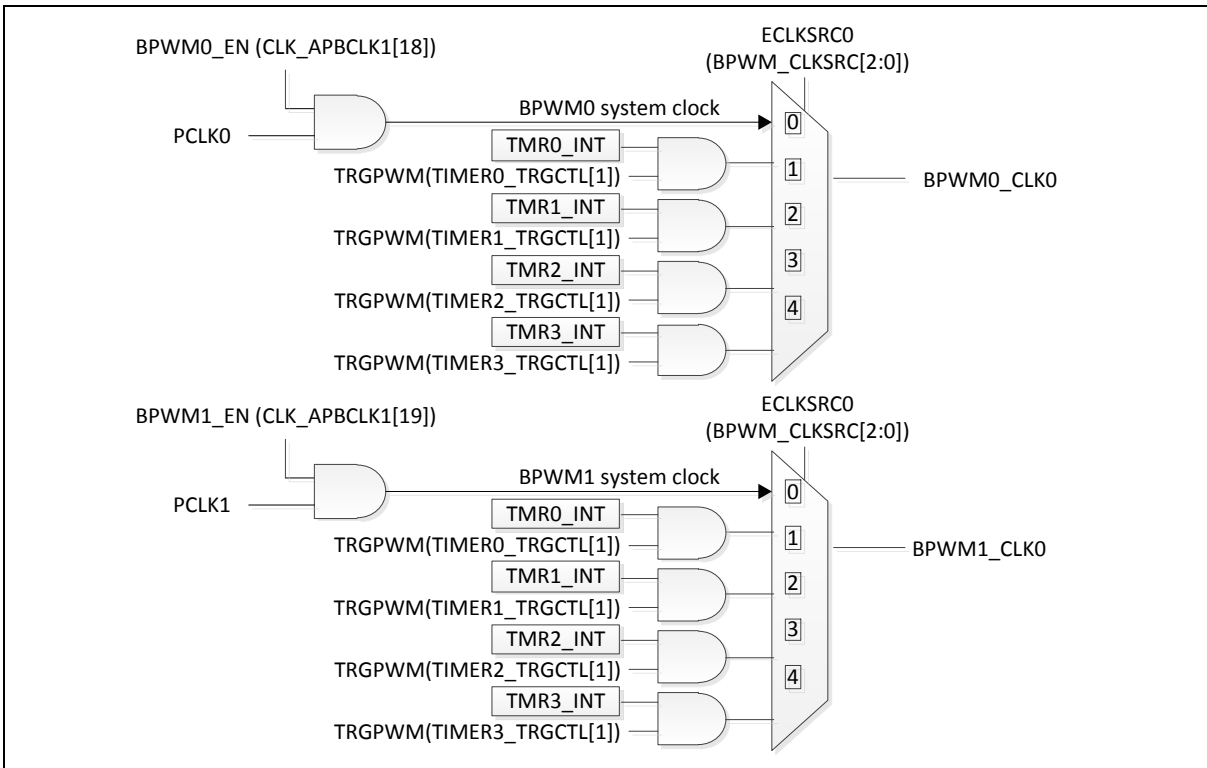 BPWM0_EN (CLK_APBCLK1[18])
ECLKSRC0
(BPWM_CLKSRC[2:0])
PCLK0
BPWM0 system clock
0
TMR0_INT
TRGPWM(TIMER0_TRGCTL[1])
1
BPWM0_CLK0
TMR1_INT
TRGPWM(TIMER1_TRGCTL[1])
2
TMR2_INT
TRGPWM(TIMER2_TRGCTL[1])
3
TMR3_INT
TRGPWM(TIMER3_TRGCTL[1])
4
BPWM1_EN (CLK_APBCLK1[19])
ECLKSRC0
(BPWM_CLKSRC[2:0])
PCLK1
BPWM1 system clock
0
TMR0_INT
TRGPWM(TIMER0_TRGCTL[1])
1
BPWM1_CLK0
TMR1_INT
TRGPWM(TIMER1_TRGCTL[1])
2
TMR2_INT
TRGPWM(TIMER2_TRGCTL[1])
3
TMR3_INT
TRGPWM(TIMER3_TRGCTL[1])
4